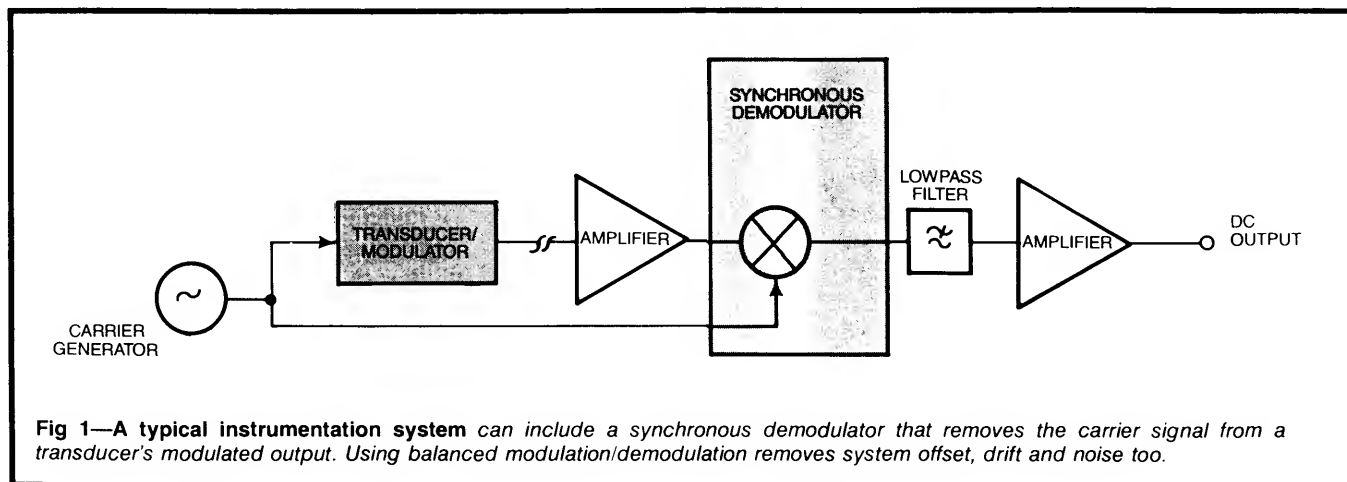 SYNCHRONOUS
DEMODULATOR
LOWPASS
FILTER
TRANSDUCER/
MODULATOR
AMPLIFIER
AMPLIFIER
DC
OUTPUT
CARRIER
GENERATOR
Fig 1—A typical instrumentation system can include a synchronous demodulator that removes the carrier signal from a
transducer's modulated output. Using balanced modulation/demodulation removes system offset, drift and noise too.